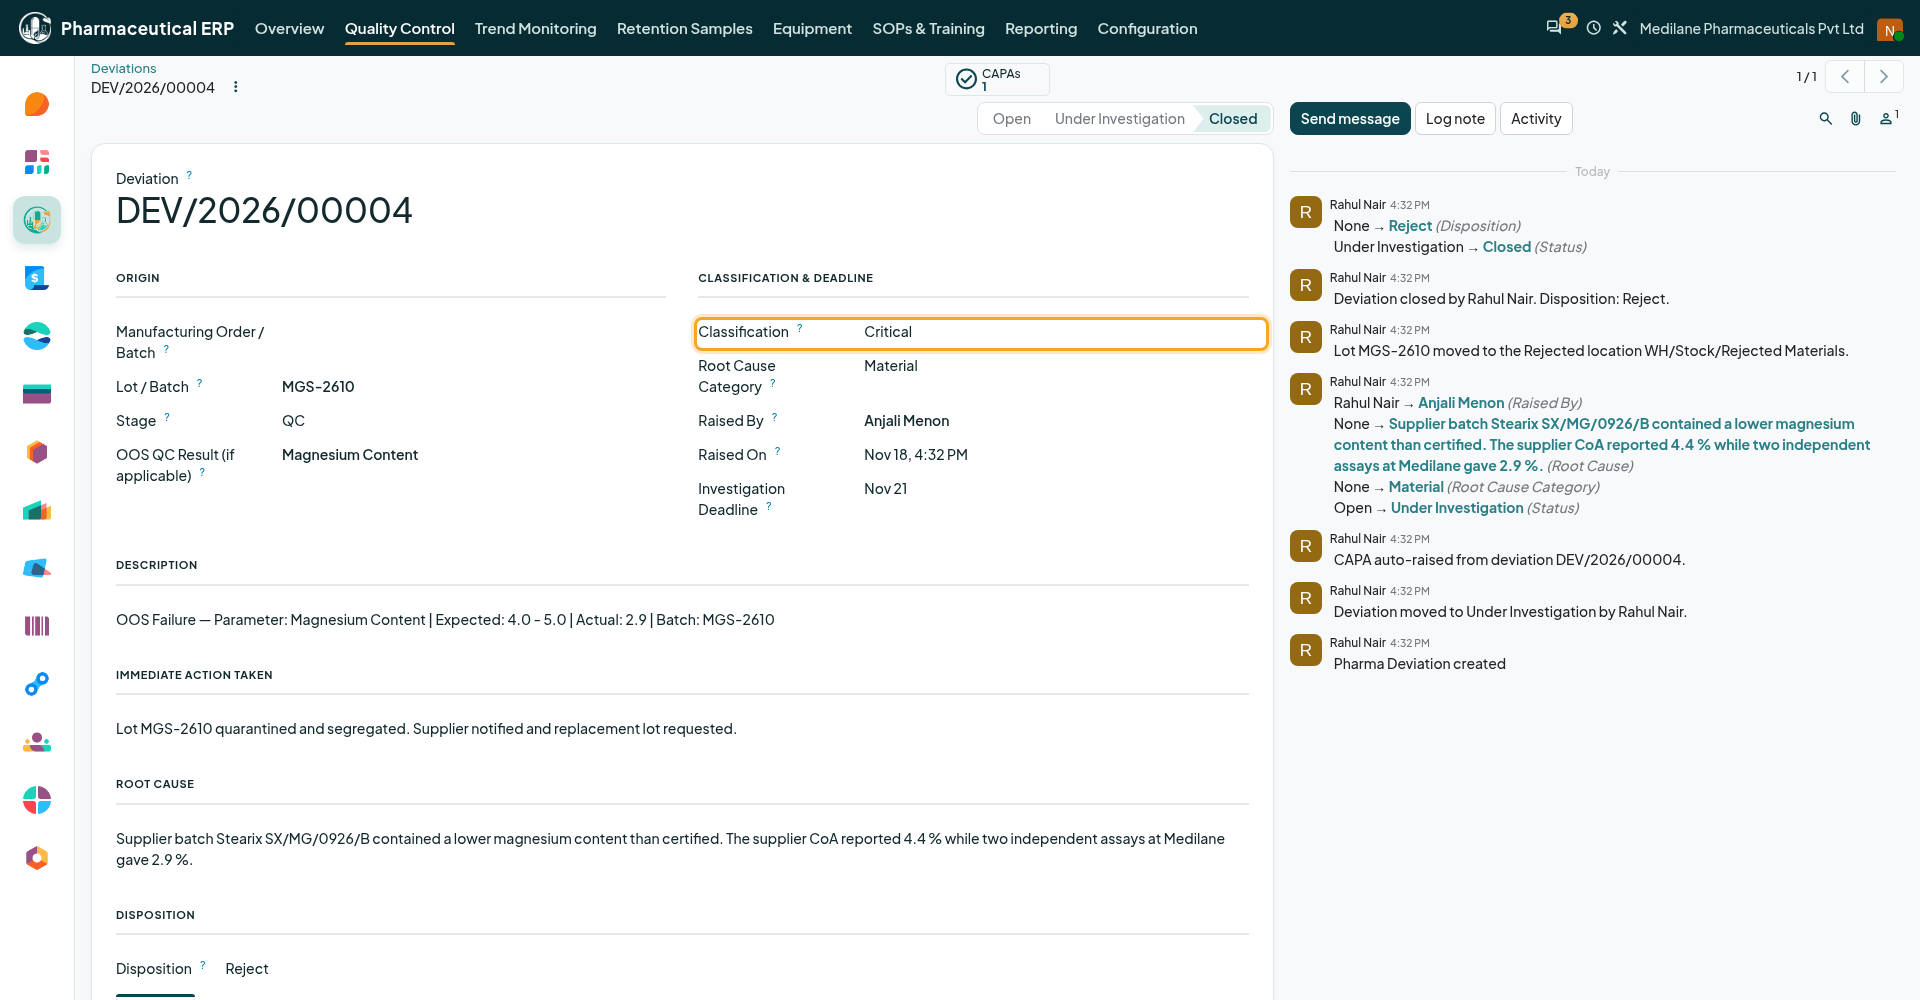 Pharmaceutical ERP
Overview
Quality Control
Trend Monitoring
Retention Samples
Equipment
SOPs & Training
Reporting
Configuration
3
Medilane Pharmaceuticals Pvt Ltd
N
Deviations
DEV/2026/00004
CAPAs
1
1 / 1
Open
Under Investigation
Closed
Send message
Log note
Activity
1
Deviation ?
DEV/2026/00004
ORIGIN
Manufacturing Order /
Batch ?
Lot / Batch ? MGS-2610
Stage ? QC
OOS QC Result (if Magnesium Content
applicable) ?
CLASSIFICATION & DEADLINE
Classification ? Critical
Root Cause Material
Category ?
Raised By ? Anjali Menon
Raised On ? Nov 18, 4:32 PM
Investigation Nov 21
Deadline ?
DESCRIPTION
OOS Failure — Parameter: Magnesium Content | Expected: 4.0 - 5.0 | Actual: 2.9 | Batch: MGS-2610
IMMEDIATE ACTION TAKEN
Lot MGS-2610 quarantined and segregated. Supplier notified and replacement lot requested.
ROOT CAUSE
Supplier batch Stearix SX/MG/0926/B contained a lower magnesium content than certified. The supplier CoA reported 4.4 % while two independent assays at Medilane
gave 2.9 %.
DISPOSITION
Disposition ? Reject
Today
R
Rahul Nair 4:32 PM
None → Reject (Disposition)
Under Investigation → Closed (Status)
R
Rahul Nair 4:32 PM
Deviation closed by Rahul Nair. Disposition: Reject.
R
Rahul Nair 4:32 PM
Lot MGS-2610 moved to the Rejected location WH/Stock/Rejected Materials.
R
Rahul Nair 4:32 PM
Rahul Nair → Anjali Menon (Raised By)
None → Supplier batch Stearix SX/MG/0926/B contained a lower magnesium
content than certified. The supplier CoA reported 4.4 % while two independent
assays at Medilane gave 2.9 %. (Root Cause)
None → Material (Root Cause Category)
Open → Under Investigation (Status)
R
Rahul Nair 4:32 PM
CAPA auto-raised from deviation DEV/2026/00004.
R
Rahul Nair 4:32 PM
Deviation moved to Under Investigation by Rahul Nair.
R
Rahul Nair 4:32 PM
Pharma Deviation created